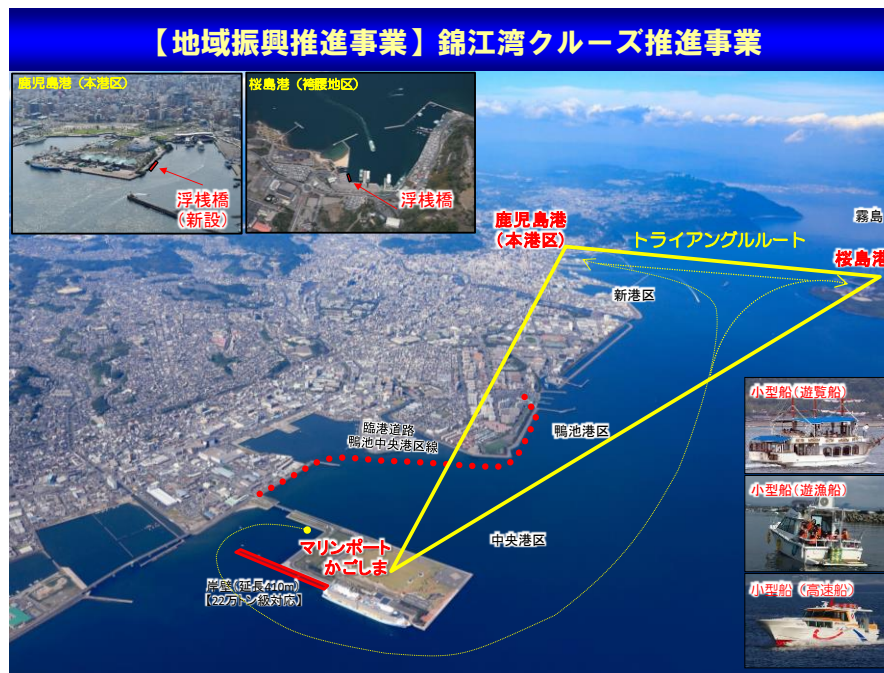 【地域振興推進事業】錦江湾クルーズ推進事業
鹿児島港（本港区）
浮桟橋
（新設）
桜島港（袴腰地区）
浮桟橋
鹿児島港
（本港区）
トライアングルルート
霧島
桜島港
新港区
小型船（遊覧船）
臨港道路
鴨池中央港区線
鴨池港区
小型船（遊漁船）
中央港区
マリンポート
かごしま
岸壁（延長410m）
【22万トン級対応】
小型船（高速船）